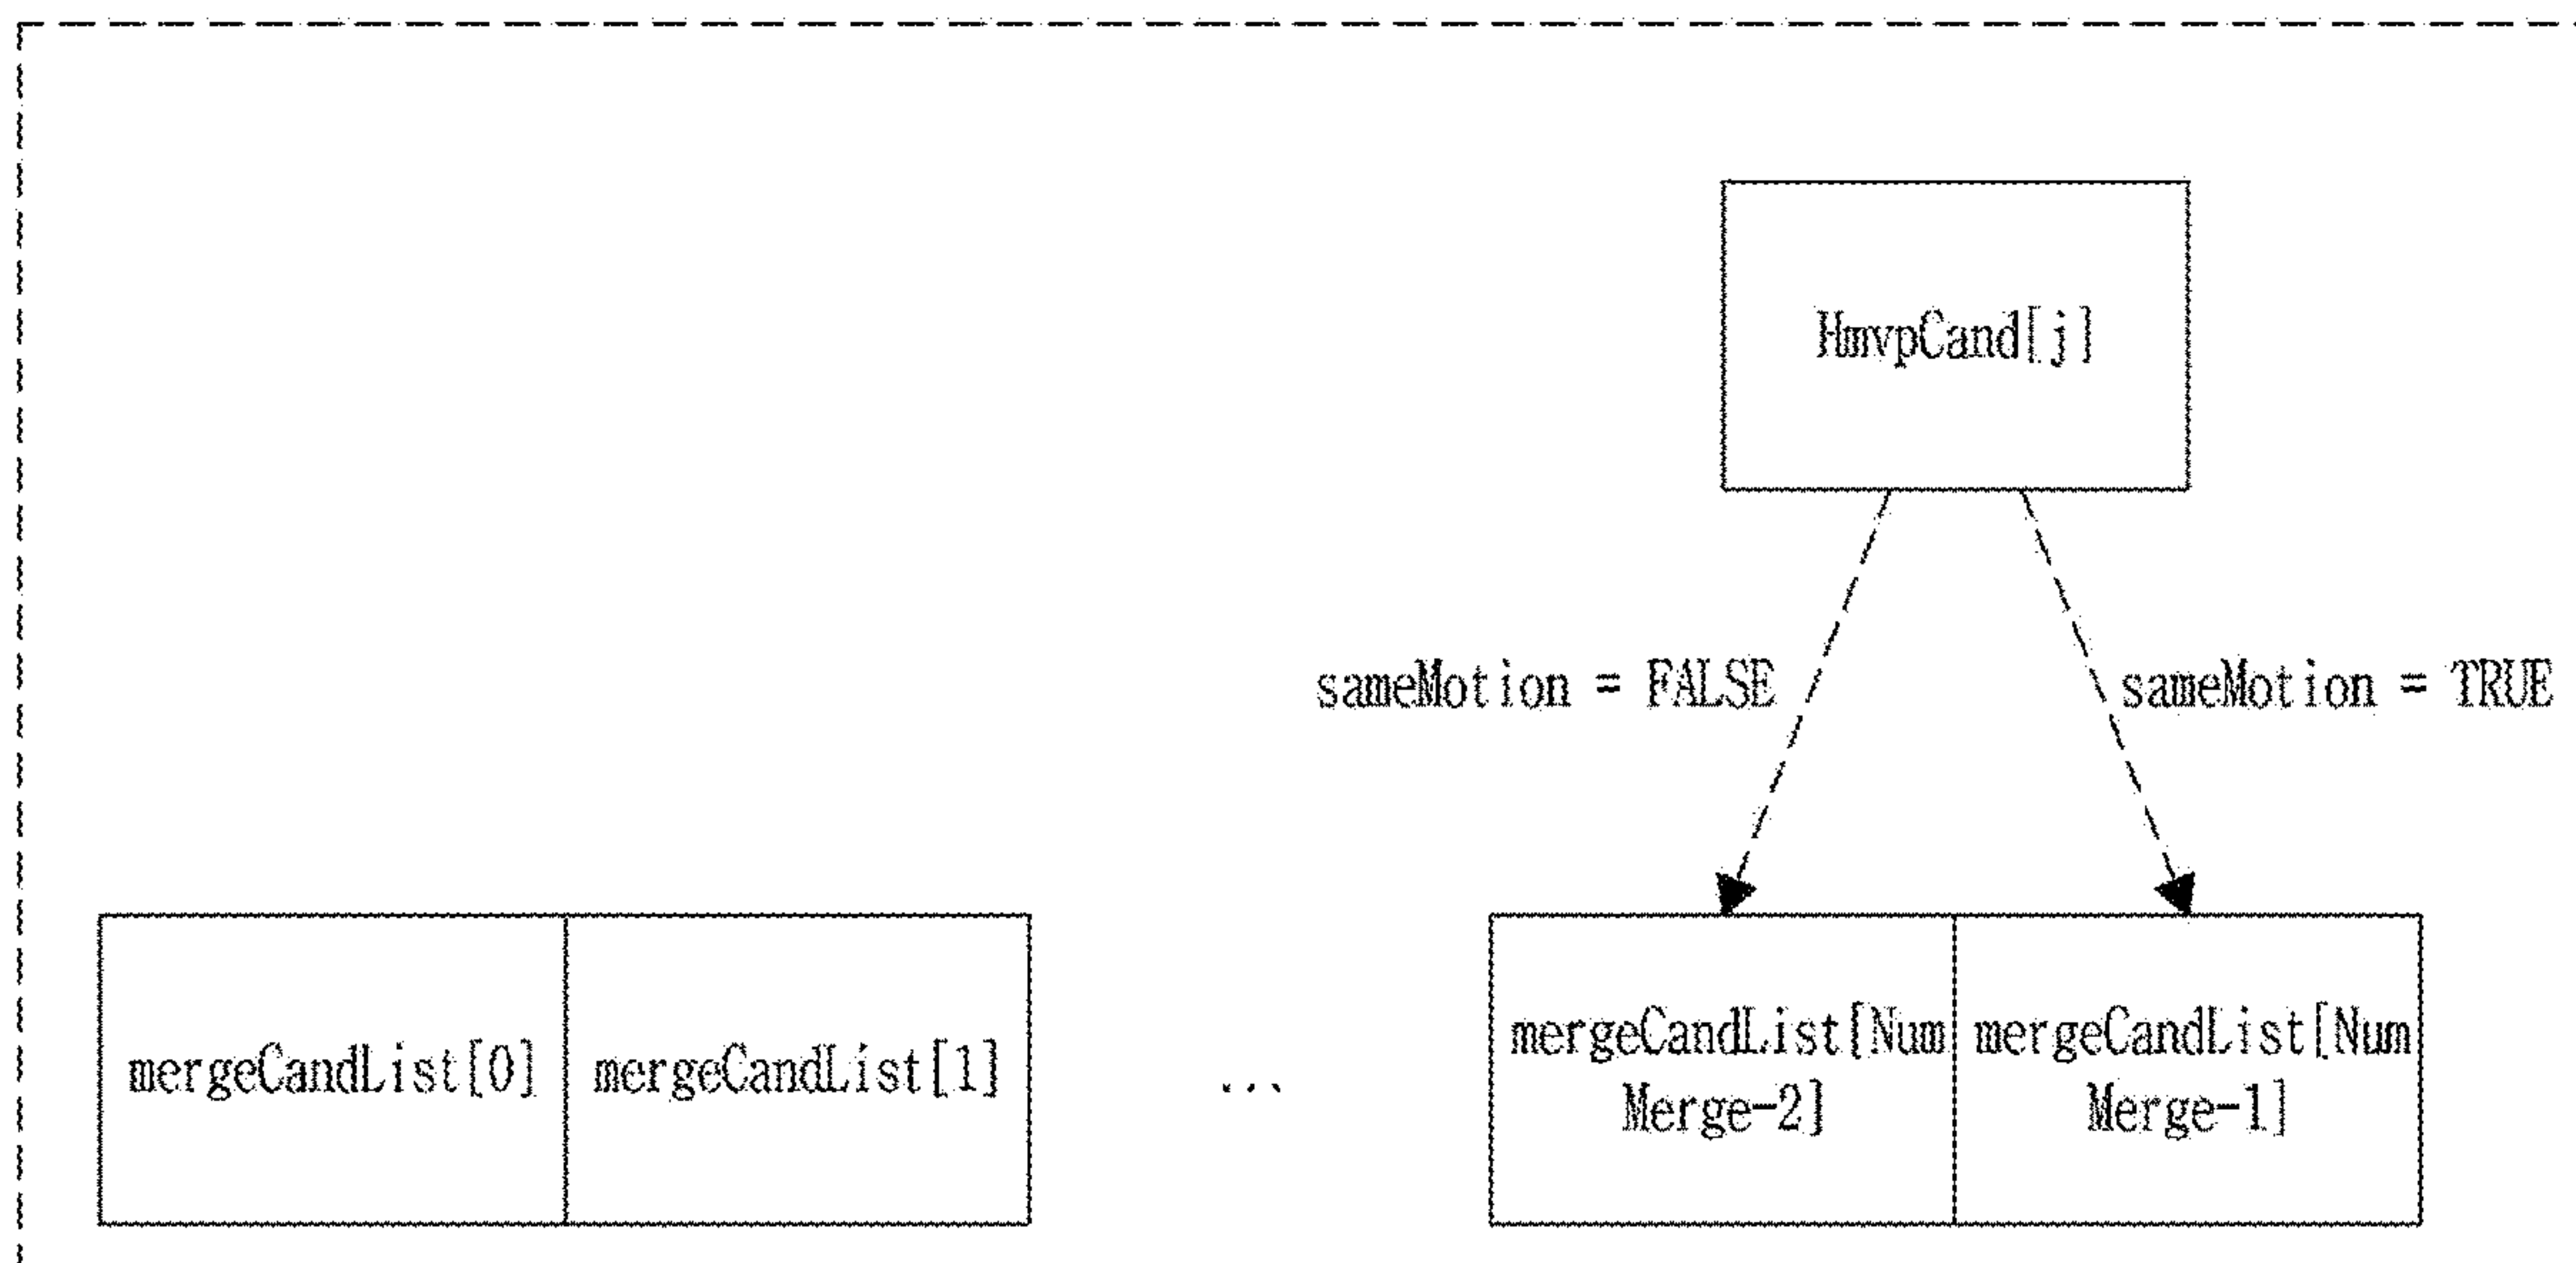 HmvpCand[j]
sameMotion = FALSE
sameMotion = TRUE
mergeCandList[0]
mergeCandList[1]
...
mergeCandList[Num
Merge-2]
mergeCandList[Num
Merge-1]